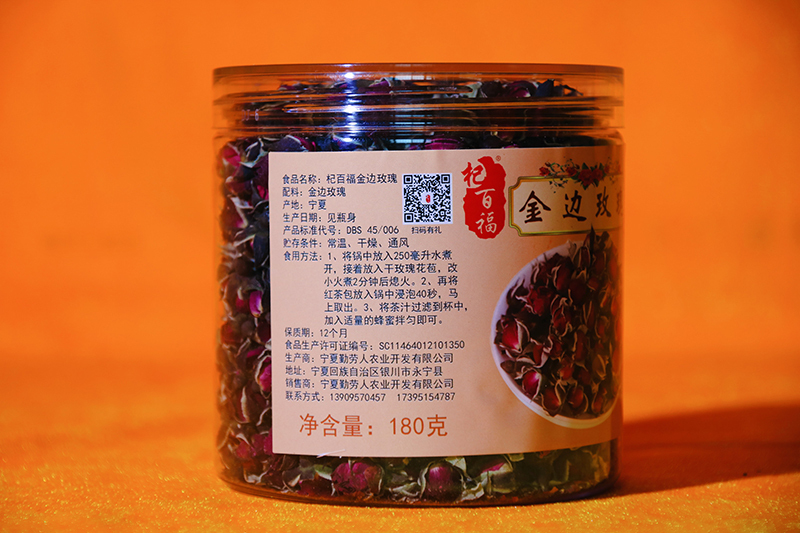 食品名称：杞百福金边玫瑰
配料：金边玫瑰
产地：宁夏
生产日期：见瓶身
产品标准代号：DBS 45/006
扫码有礼
贮存条件：常温、干燥、通风
食用方法：1、将锅中放入250毫升水煮
开，接着放入干玫瑰花苞，改
小火煮2分钟后熄火。2、再将
红茶包放入锅中浸泡40秒，马
上取出。3、将茶汁过滤到杯中，
加入适量的蜂蜜拌匀即可。
保质期：12个月
食品生产许可证编号：SC11464012101350
生产商：宁夏勤劳人农业开发有限公司
地址：宁夏回族自治区银川市永宁县
销售商：宁夏勤劳人农业开发有限公司
联系方式：13909570457 17395154787
净含量：180克
杞百福
金边玫